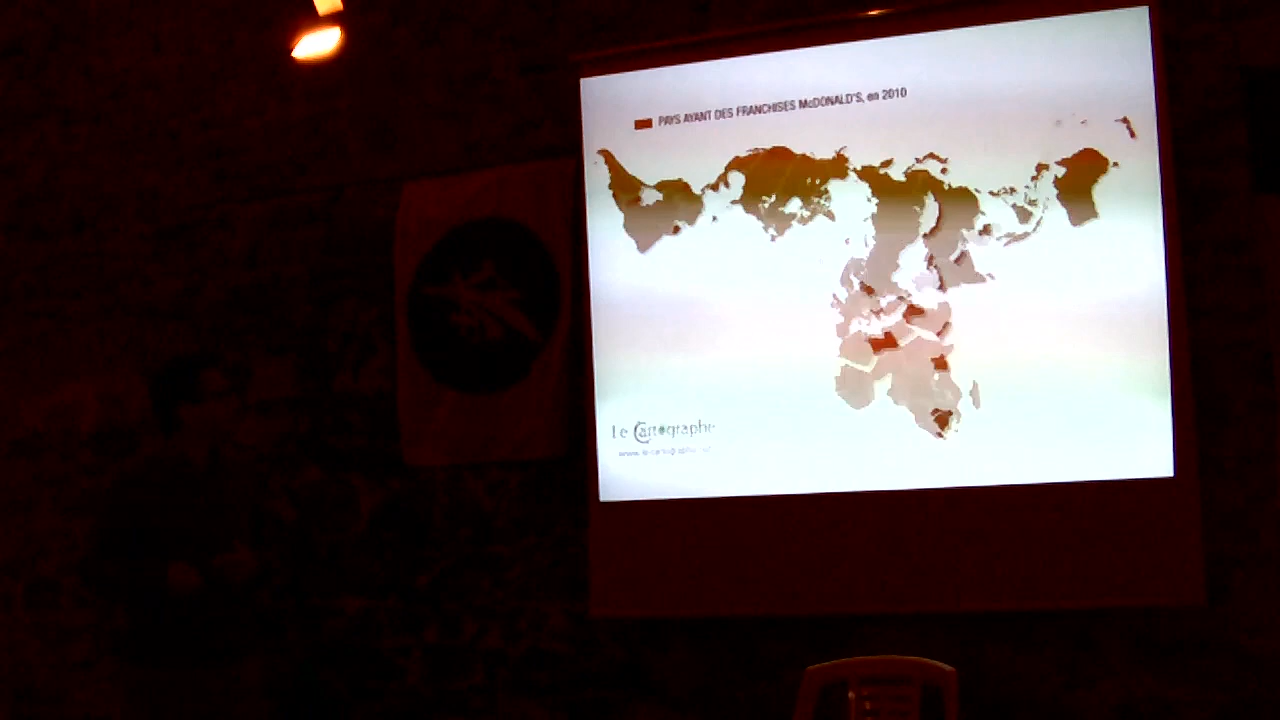 PAYS AYANT DES FRANCHISES McDONALD'S, en 2010
Le Cartographe